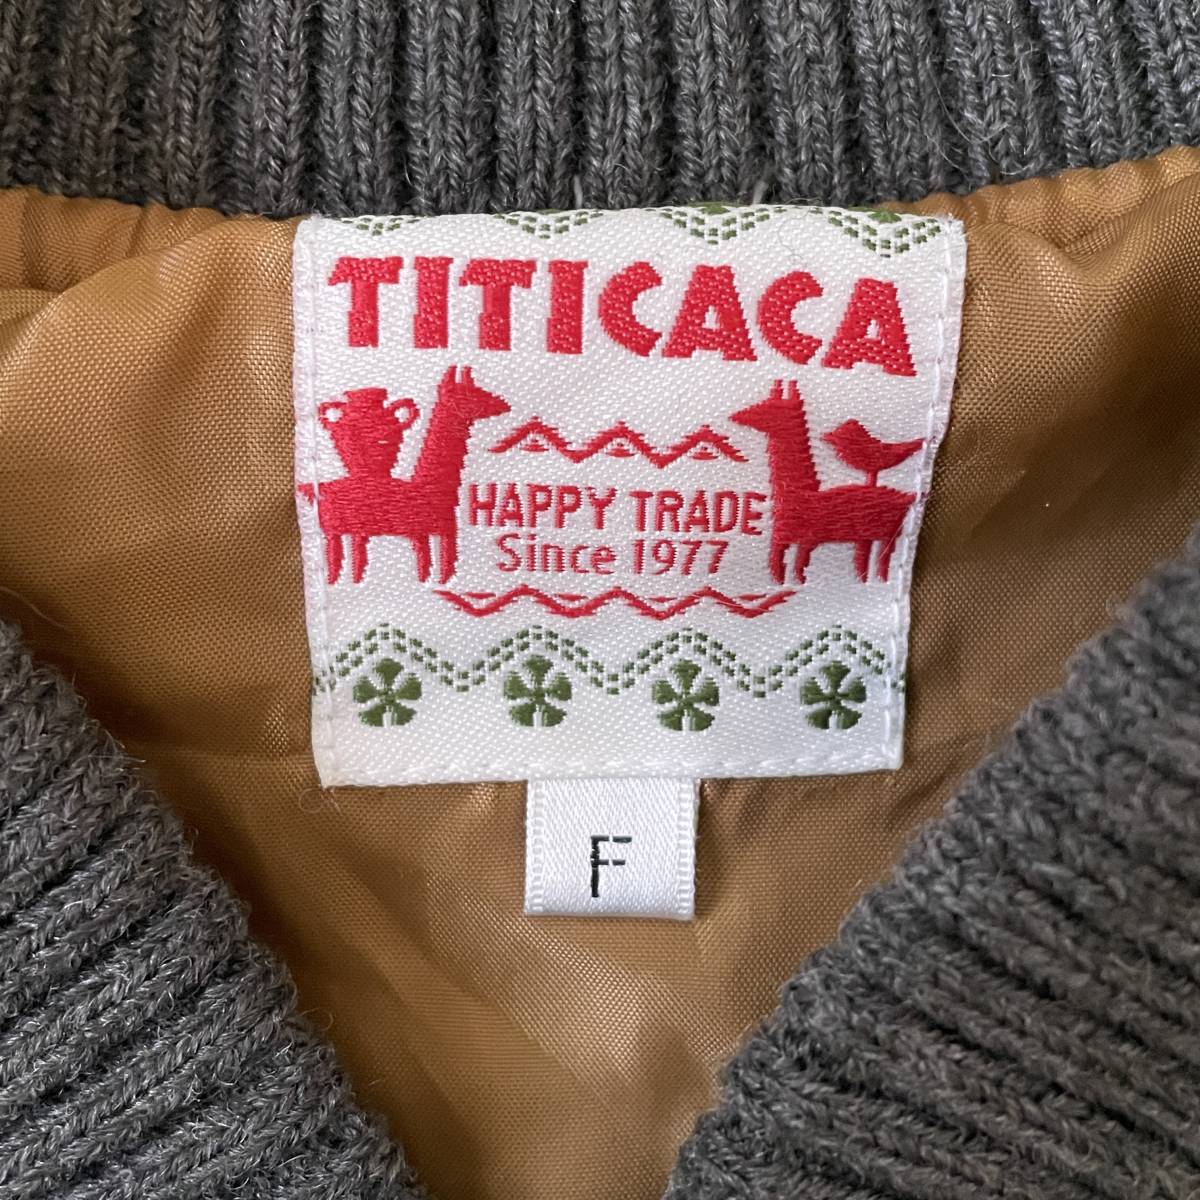 TITICACA
HAPPY TRADE
Since 1977
F